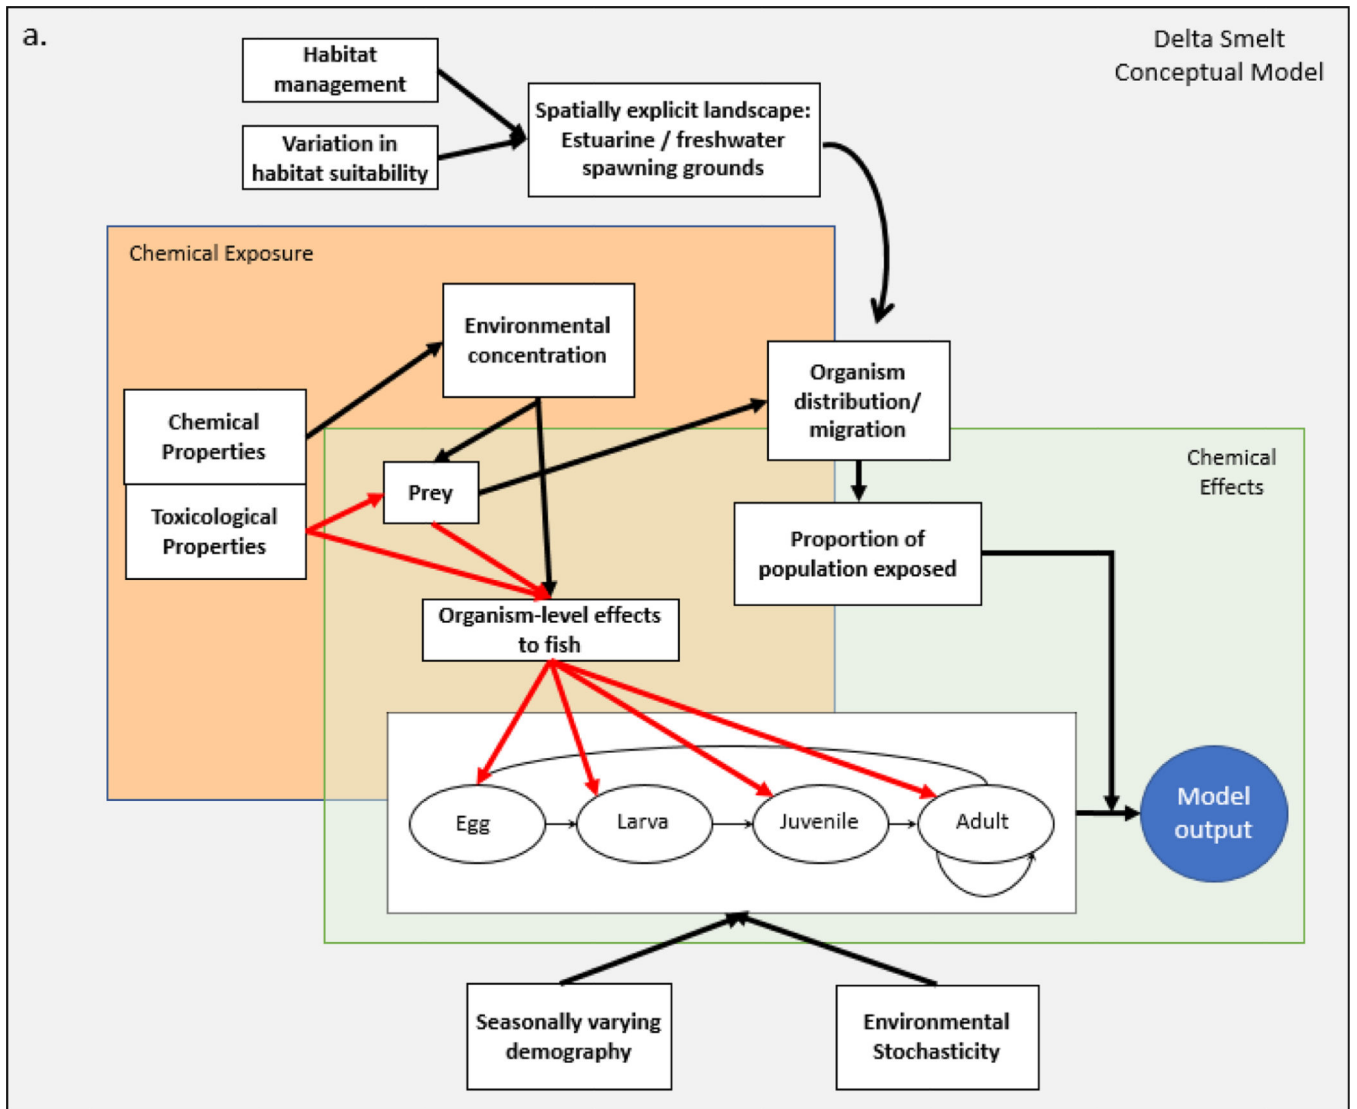 a.
Delta Smelt
Conceptual Model
Habitat
management
Variation in
habitat suitability
Spatially explicit landscape:
Estuarine / freshwater
spawning grounds
Chemical Exposure
Environmental
concentration
Organism
distribution/
migration
Chemical
Properties
Toxicological
Properties
Prey
Chemical
Effects
Proportion of
population exposed
Organism-level effects
to fish
Egg
Larva
Juvenile
Adult
Model
output
Seasonally varying
demography
Environmental
Stochasticity